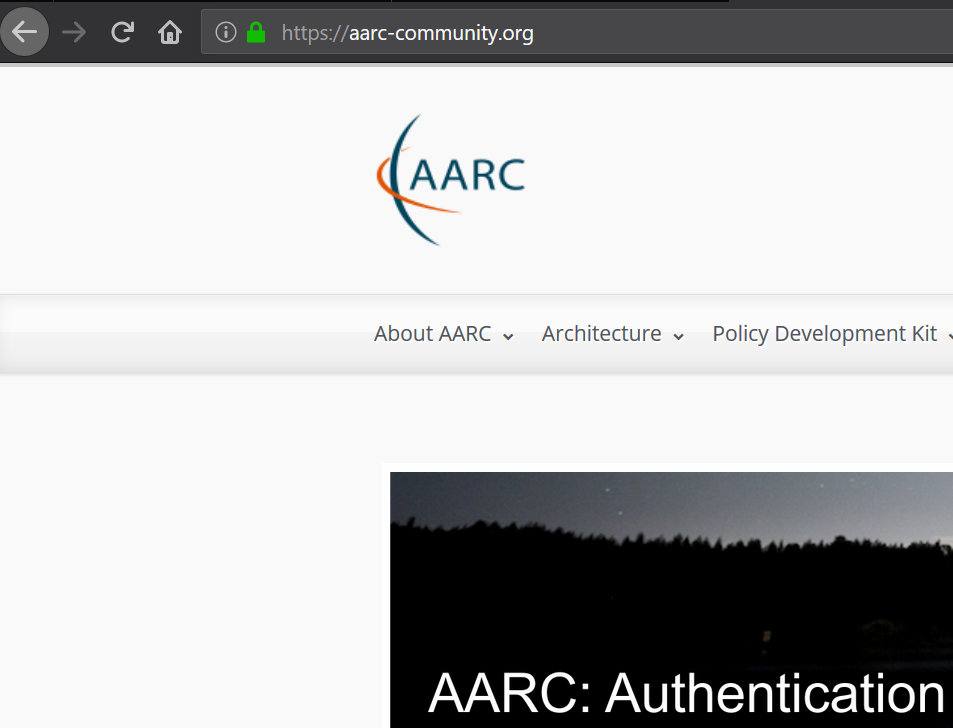 https://aarc-community.org
AARC
About AARC Architecture Policy Development Kit
AARC: Authentication